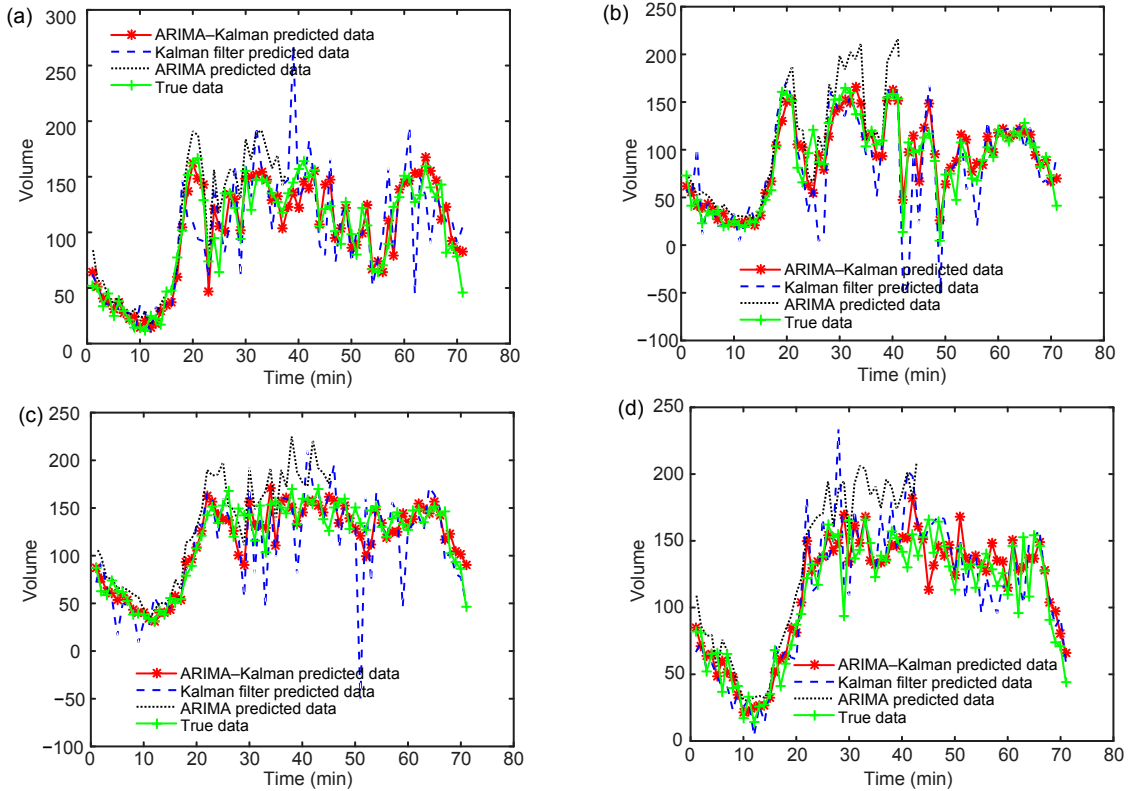 (a)
300
250
200
150
100
50
0
Volume
ARIMA–Kalman predicted data
Kalman filter predicted data
ARIMA predicted data
True data
0 10 20 30 40 50 60 70 80
Time (min)
(b)
250
200
150
100
50
0
−50
−100
Volume
ARIMA–Kalman predicted data
Kalman filter predicted data
ARIMA predicted data
True data
0 10 20 30 40 50 60 70 80
Time (min)
(c)
250
200
150
100
50
0
−50
−100
Volume
ARIMA–Kalman predicted data
Kalman filter predicted data
ARIMA predicted data
True data
0 10 20 30 40 50 60 70 80
Time (min)
(d)
250
200
150
100
50
0
Volume
ARIMA–Kalman predicted data
Kalman filter predicted data
ARIMA predicted data
True data
0 10 20 30 40 50 60 70 80
Time (min)